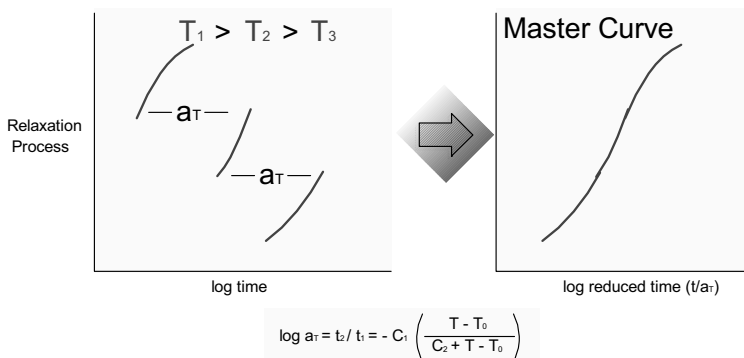 T₁ > T₂ > T₃
Master Curve
aT
aT
Relaxation
Process
log time
log reduced time (t/aT)
log aT = t₂ / t₁ = - C₁ ( T - T₀ / C₂ + T - T₀ )